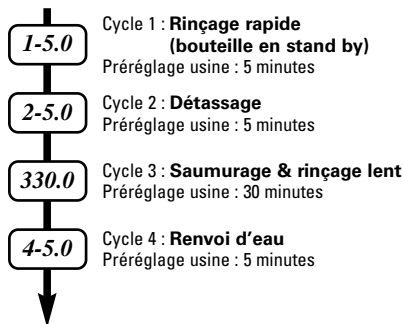 1-5.0
Cycle 1 : Rinçage rapide
(bouteille en stand by)
Préréglage usine : 5 minutes
2-5.0
Cycle 2 : Détassage
Préréglage usine : 5 minutes
330.0
Cycle 3 : Saumurage & rinçage lent
Préréglage usine : 30 minutes
4-5.0
Cycle 4 : Renvoi d'eau
Préréglage usine : 5 minutes